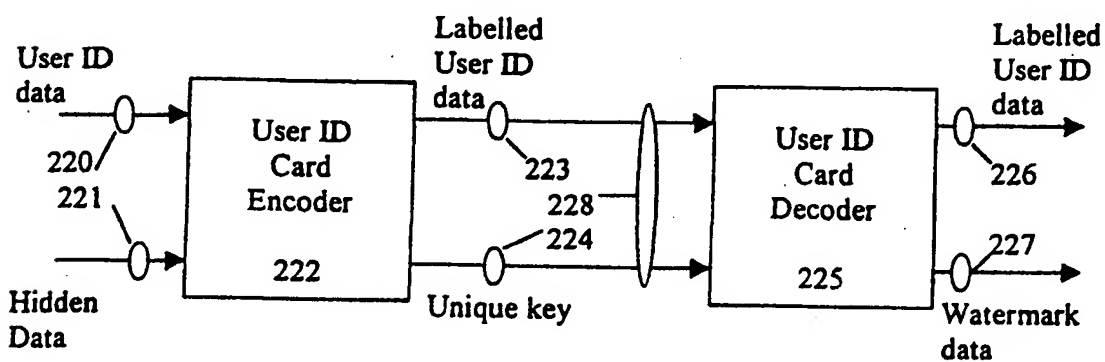 User ID
data
220
221
Hidden
Data
User ID
Card
Encoder
222
Labelled
User ID
data
223
228
224
Unique key
User ID
Card
Decoder
225
Labelled
User ID
data
226
227
Watermark
data